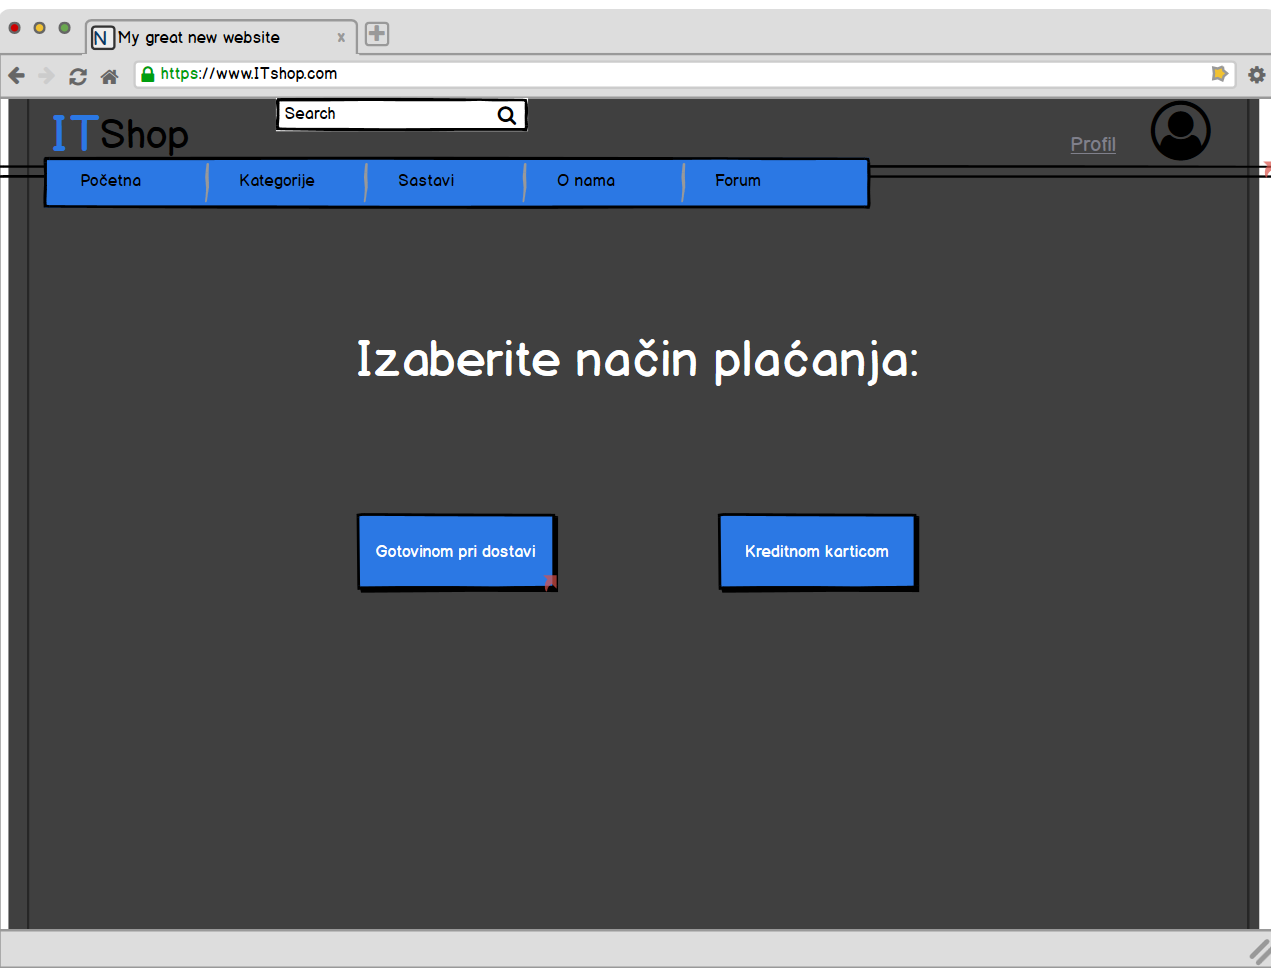 N My great new website x
https://www.ITshop.com
Search
ITShop
Profil
Početna Kategorije Sastavi O nama Forum
Izaberite način plaćanja:
Gotovinom pri dostavi Kreditnom karticom